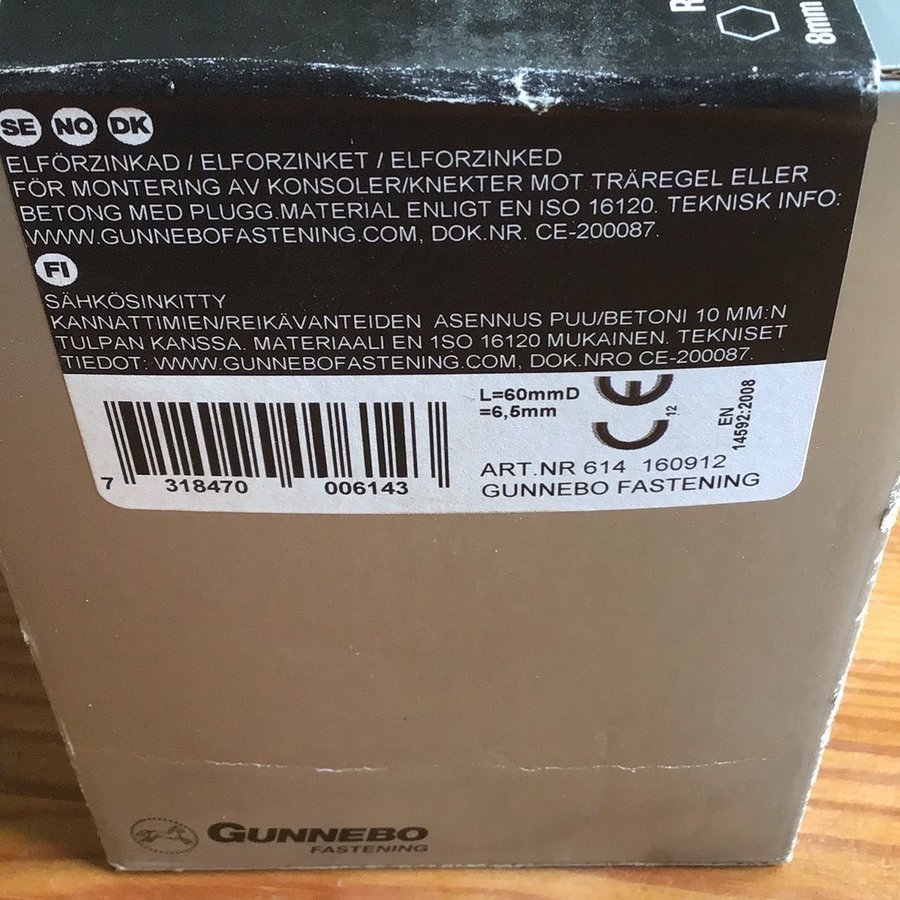 8mm
SE NO DK
ELFÖRZINKAD / ELFORZINKET / ELFORZINKED
FÖR MONTERING AV KONSOLER/KNEKTER MOT TRÄREGEL ELLER
BETONG MED PLUGG.MATERIAL ENLIGT EN ISO 16120. TEKNISK INFO:
WWW.GUNNEBOFASTENING.COM, DOK.NR. CE-200087.
FI
SÄHKÖSINKITTY
KANNATTIMIEN/REIKÄVANTEIDEN ASENNUS PUU/BETONI 10 MM:N
TULPAN KANSSA. MATERIAALI EN 1SO 16120 MUKAINEN. TEKNISET
TIEDOT: WWW.GUNNEBOFASTENING.COM, DOK.NRO CE-200087.
L=60mmD
=6,5mm
CE
12
EN
14592:2008
7 318470 006143
ART.NR 614 160912
GUNNEBO FASTENING
GUNNEBO
FASTENING